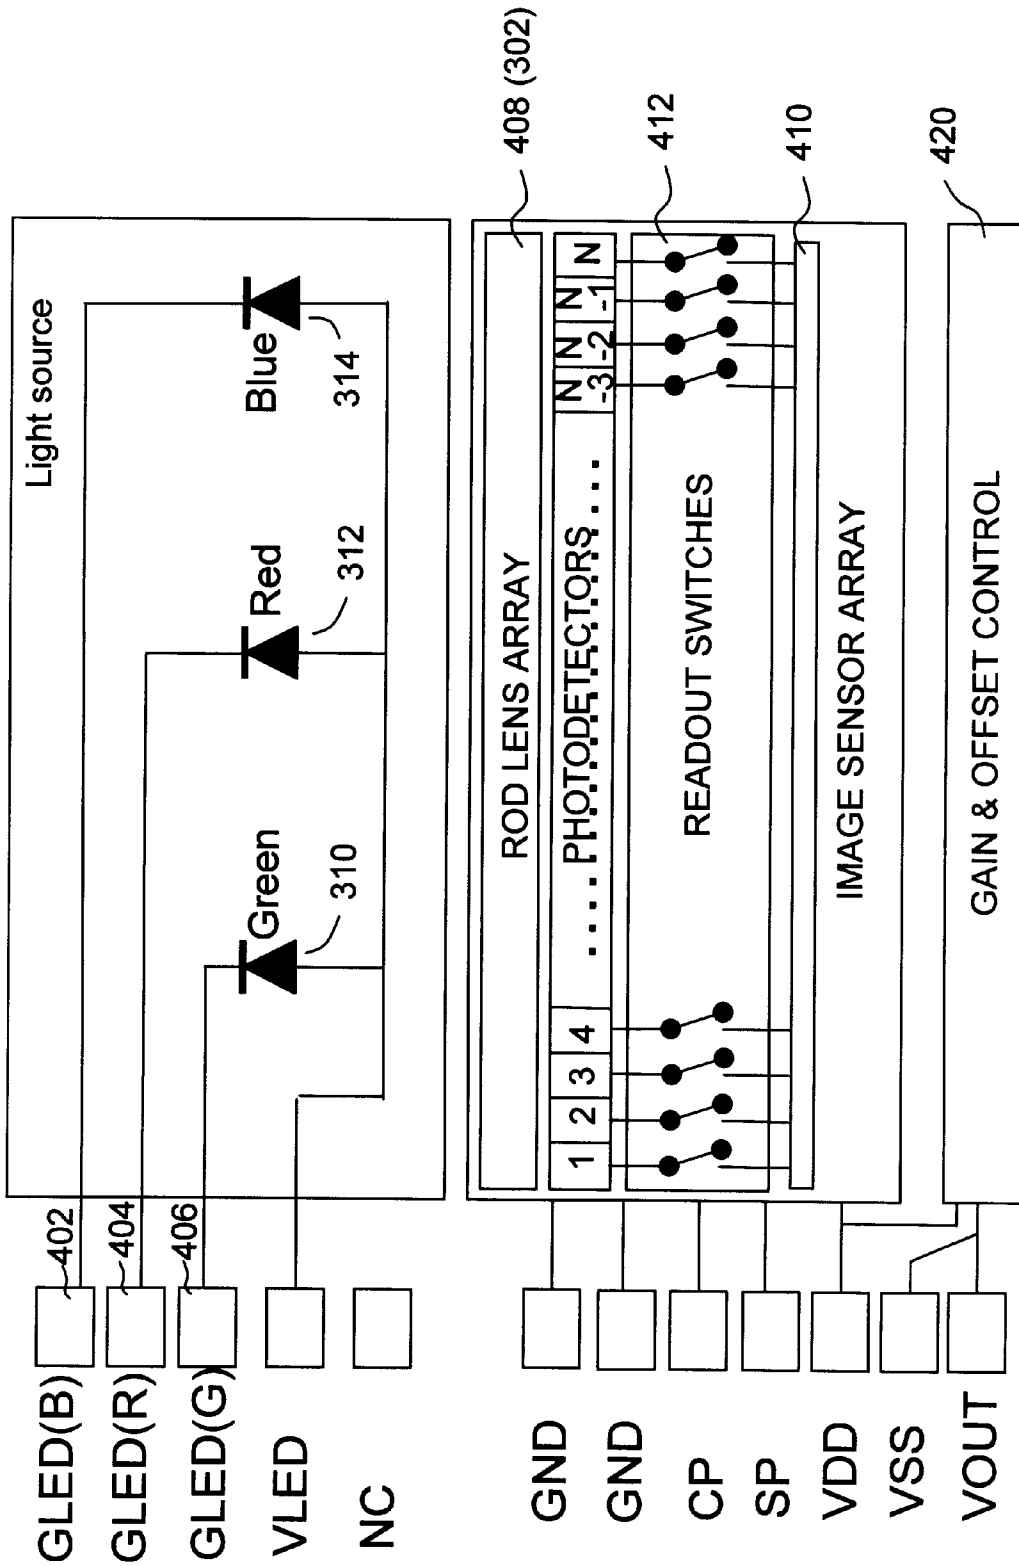 GLED(B)
402
GLED(R)
404
GLED(G)
406
VLED
NC
Light source
Green
310
Red
312
Blue
314
GND
GND
CP
SP
VDD
VSS
VOUT
ROD LENS ARRAY
408 (302)
1 2 3 4
PHOTODETECTORS
N-3 N-2 N-1 N
READOUT SWITCHES
412
410
IMAGE SENSOR ARRAY
GAIN & OFFSET CONTROL
420